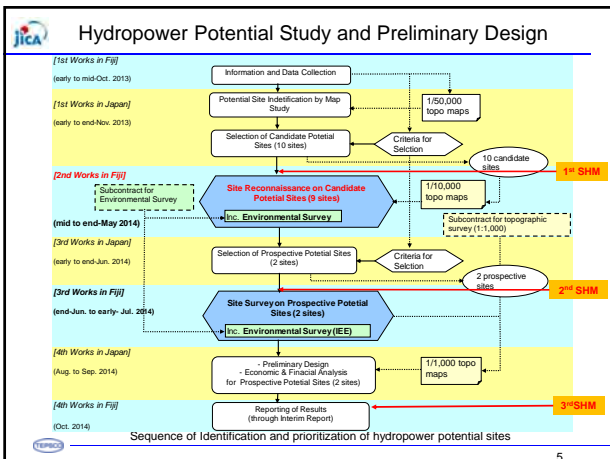 jica
Hydropower Potential Study and Preliminary Design
[1st Works in Fiji]
(early to mid-Oct. 2013)
Information and Data Collection
[1st Works in Japan]
(early to end-Nov. 2013)
Potential Site Indetification by Map
Study
1/50,000
topo maps
Selection of Candidate Potetial
Sites (10 sites)
Criteria for
Selction
10 candidate
sites
1st SHM
[2nd Works in Fiji]
Subcontract for
Environmental Survey
(mid to end-May 2014)
Site Reconnaissance on Candidate
Potetial Sites (9 sites)
Inc. Environmental Survey
1/10,000
topo maps
Subcontract for topographic
survey (1:1,000)
[3rd Works in Japan]
(early to end-Jun. 2014)
Selection of Prospective Potetial Sites
(2 sites)
Criteria for
Selction
2 prospective
sites
2nd SHM
[3rd Works in Fiji]
(end-Jun. to early- Jul. 2014)
Site Survey on Prospective Potetial
Sites (2 sites)
Inc. Environmental Survey (IEE)
[4th Works in Japan]
(Aug. to Sep. 2014)
- Preliminary Design
- Economic & Finacial Analysis
for Prospective Potetial Sites (2 sites)
1/1,000 topo
maps
[4th Works in Fiji]
(Oct. 2014)
Reporting of Results
(through Interim Report)
3rdSHM
TEPSCO
Sequence of Identification and prioritization of hydropower potential sites
5